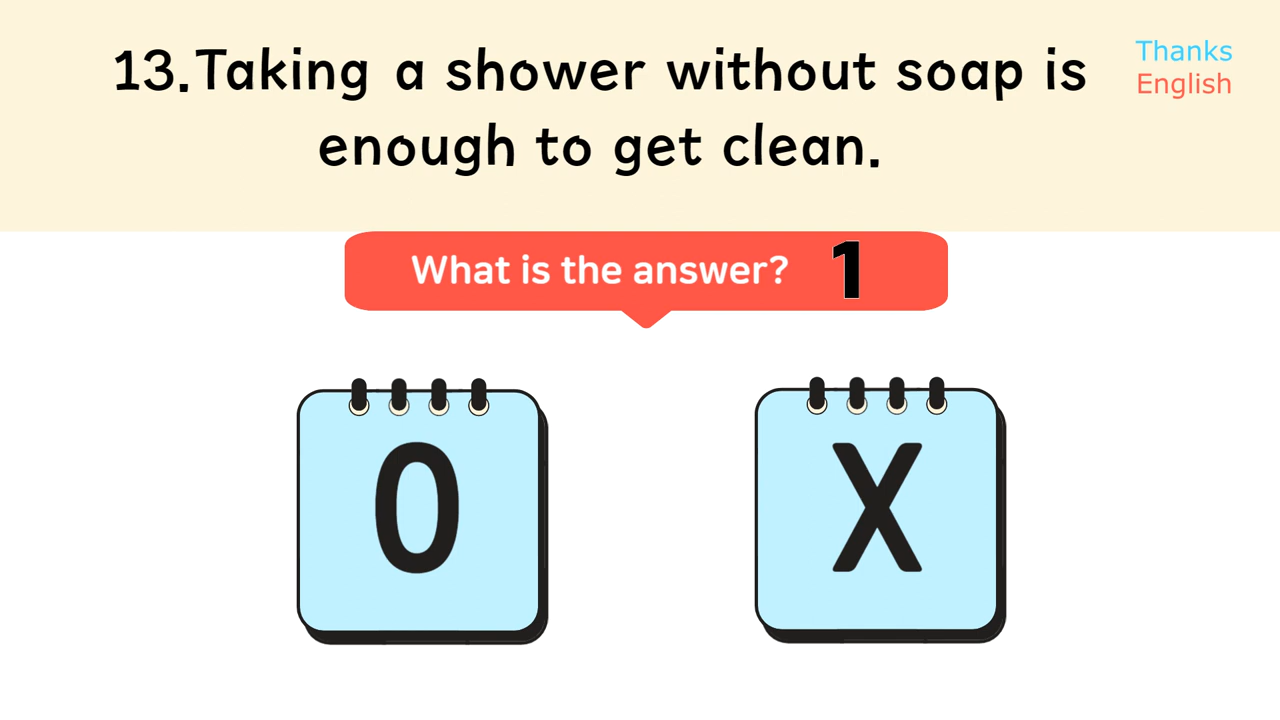 13.Taking a shower without soap is
enough to get clean.
Thanks
English
What is the answer? 1
O X